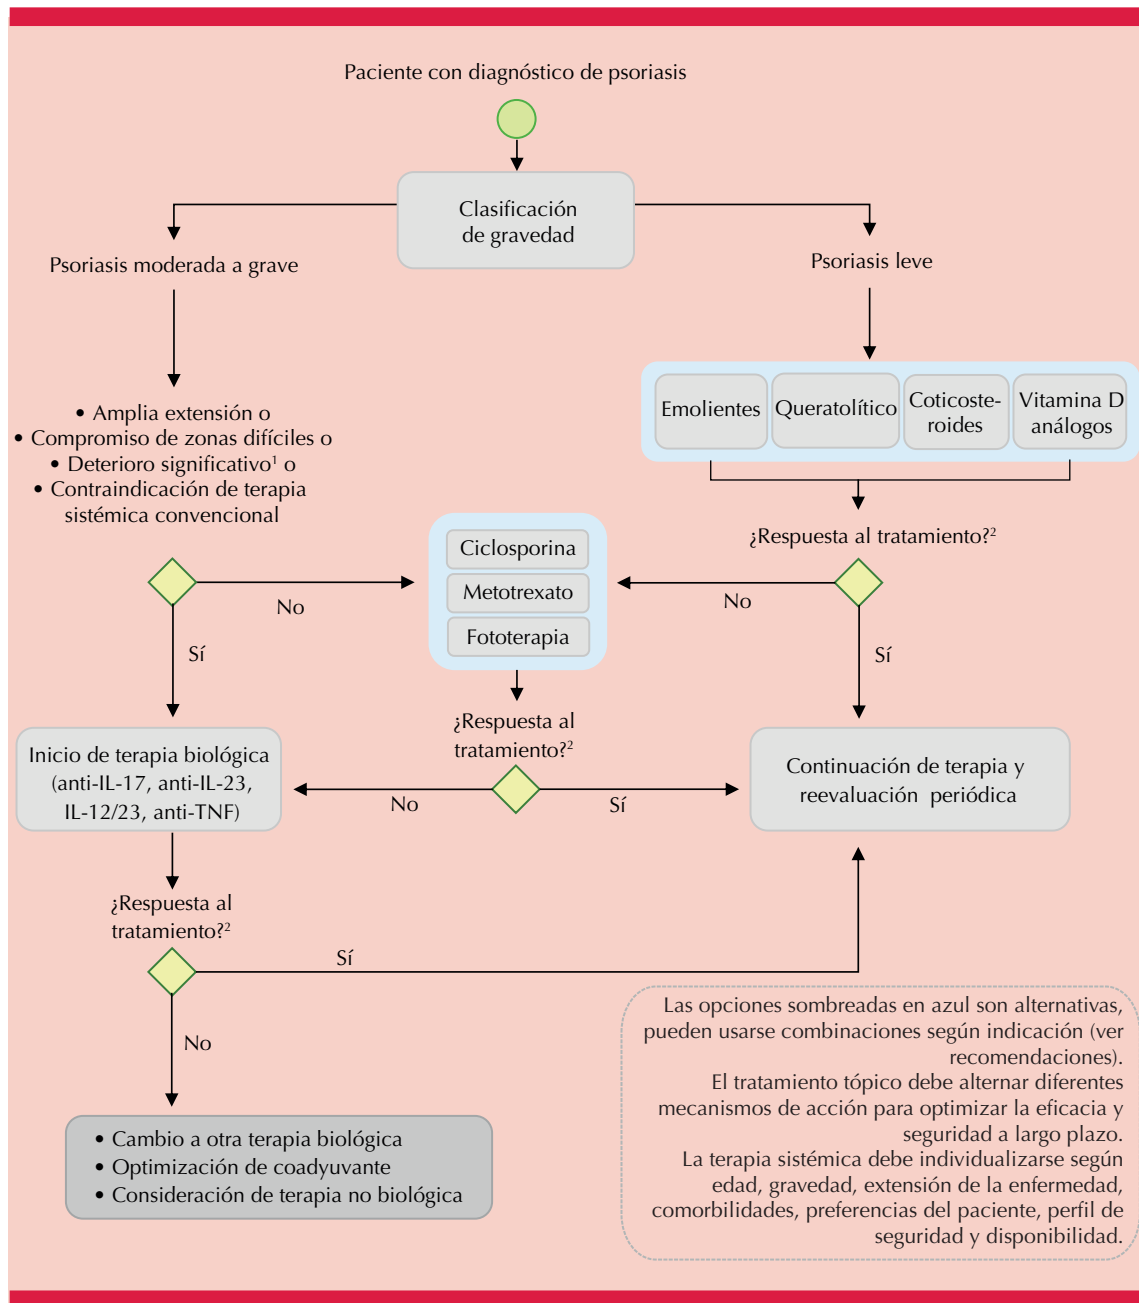 Paciente con diagnóstico de psoriasis
Clasificación
de gravedad
Psoriasis moderada a grave
Psoriasis leve
• Amplia extensión o
• Compromiso de zonas difíciles o
• Deterioro significativo¹ o
• Contraindicación de terapia
sistémica convencional
Emolientes
Queratolítico
Coticoste-
roides
Vitamina D
análogos
¿Respuesta al tratamiento?²
Ciclosporina
Metotrexato
Fototerapia
No
No
Sí
Sí
¿Respuesta al
tratamiento?²
Inicio de terapia biológica
(anti-IL-17, anti-IL-23,
IL-12/23, anti-TNF)
No
Sí
Continuación de terapia y
reevaluación periódica
¿Respuesta al
tratamiento?²
Sí
No
• Cambio a otra terapia biológica
• Optimización de coadyuvante
• Consideración de terapia no biológica
Las opciones sombreadas en azul son alternativas,
pueden usarse combinaciones según indicación (ver
recomendaciones).
El tratamiento tópico debe alternar diferentes
mecanismos de acción para optimizar la eficacia y
seguridad a largo plazo.
La terapia sistémica debe individualizarse según
edad, gravedad, extensión de la enfermedad,
comorbilidades, preferencias del paciente, perfil de
seguridad y disponibilidad.